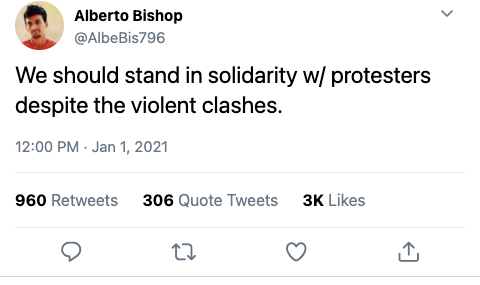 Alberto Bishop
@AlbeBis796
We should stand in solidarity w/ protesters
despite the violent clashes.
12:00 PM · Jan 1, 2021
960 Retweets 306 Quote Tweets 3K Likes